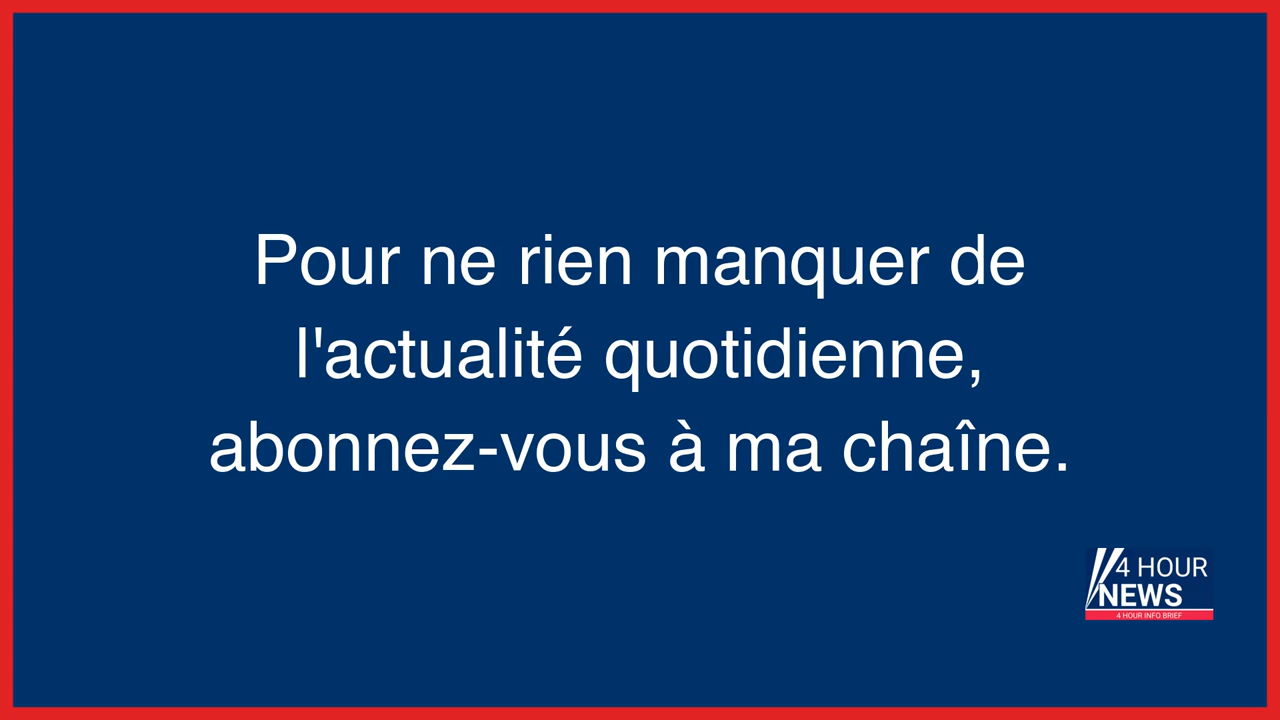 Pour ne rien manquer de
l'actualité quotidienne,
abonnez-vous à ma chaîne.
4 HOUR
NEWS
4 HOUR INFO BRIEF